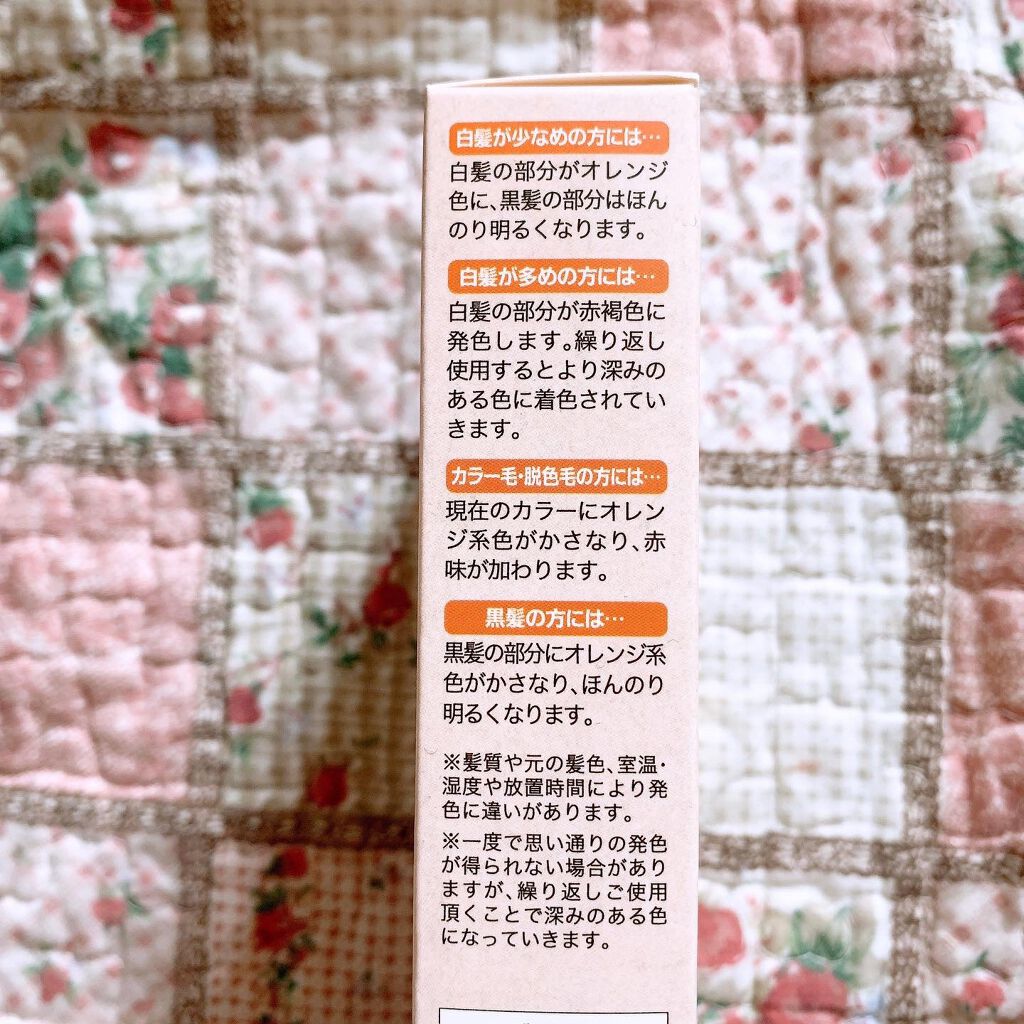 白髪が少なめの方には…
白髪の部分がオレンジ
色に、黒髪の部分はほん
のり明るくなります。
白髪が多めの方には…
白髪の部分が赤褐色に
発色します。繰り返し
使用するとより深みの
ある色に着色されてい
きます。
カラー毛・脱色毛の方には…
現在のカラーにオレン
ジ系色がかさなり、赤
味が加わります。
黒髪の方には…
黒髪の部分にオレンジ系
色がかさなり、ほんのり
明るくなります。
※髪質や元の髪色、室温・
湿度や放置時間により発
色に違いがあります。
※一度で思い通りの発色
が得られない場合があり
ますが、繰り返しご使用
頂くことで深みのある色
になっていきます。